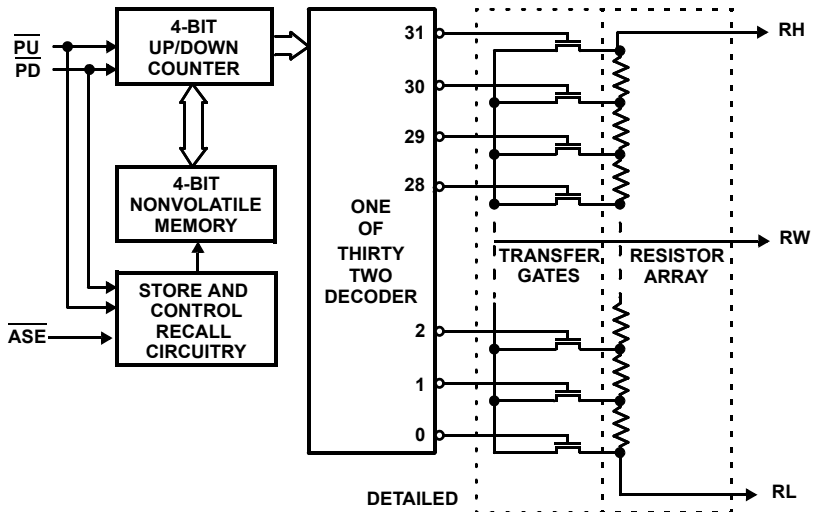 PU
PD
ASE
4-BIT
UP/DOWN
COUNTER
4-BIT
NONVOLATILE
MEMORY
STORE AND
CONTROL
RECALL
CIRCUITRY
ONE
OF
THIRTY
TWO
DECODER
31
30
29
28
2
1
0
TRANSFER
GATES
RESISTOR
ARRAY
RH
RW
RL
DETAILED